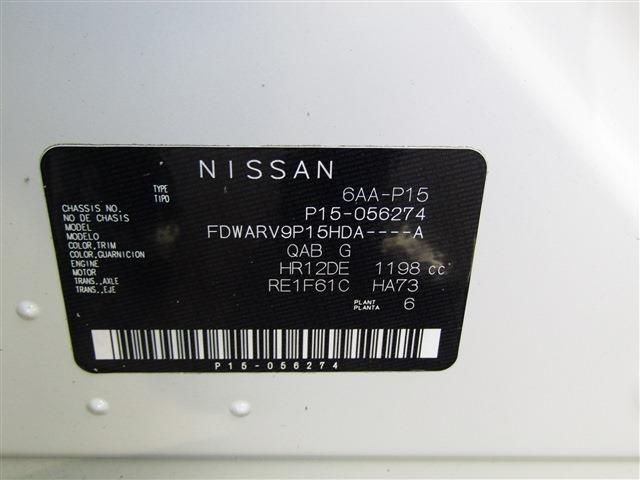 NISSAN
TYPE 6AA-P15
TIPO
CHASSIS NO. P15-056274
NO DE CHASIS
MODEL FDWARV9P15HDA----A
MODELO
COLOR,TRIM QAB G
COLOR,GUARNICION
ENGINE HR12DE 1198 cc
MOTOR
TRANS.,AXLE RE1F61C HA73
TRANS.,EJE
PLANT 6
PLANTA
P15-056274